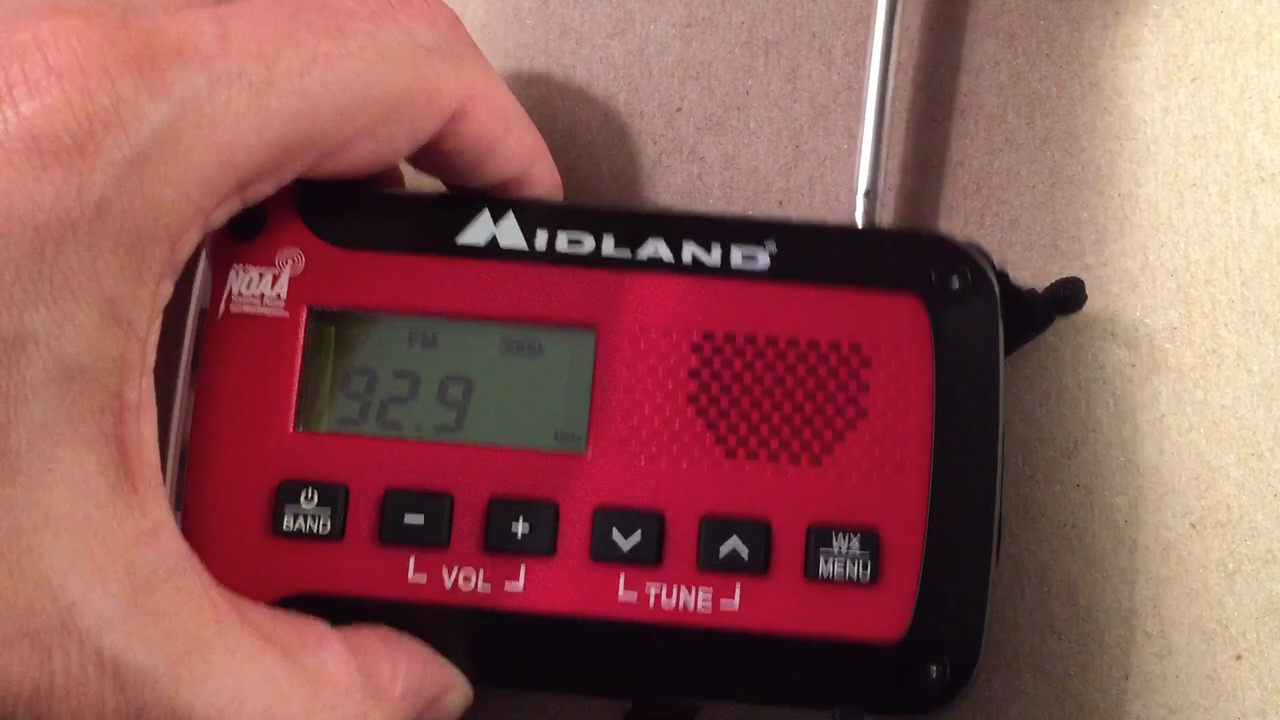 MIDLAND
NOAA
FM
92.9
BAND
- +
VOL
TUNE
WX
MENU